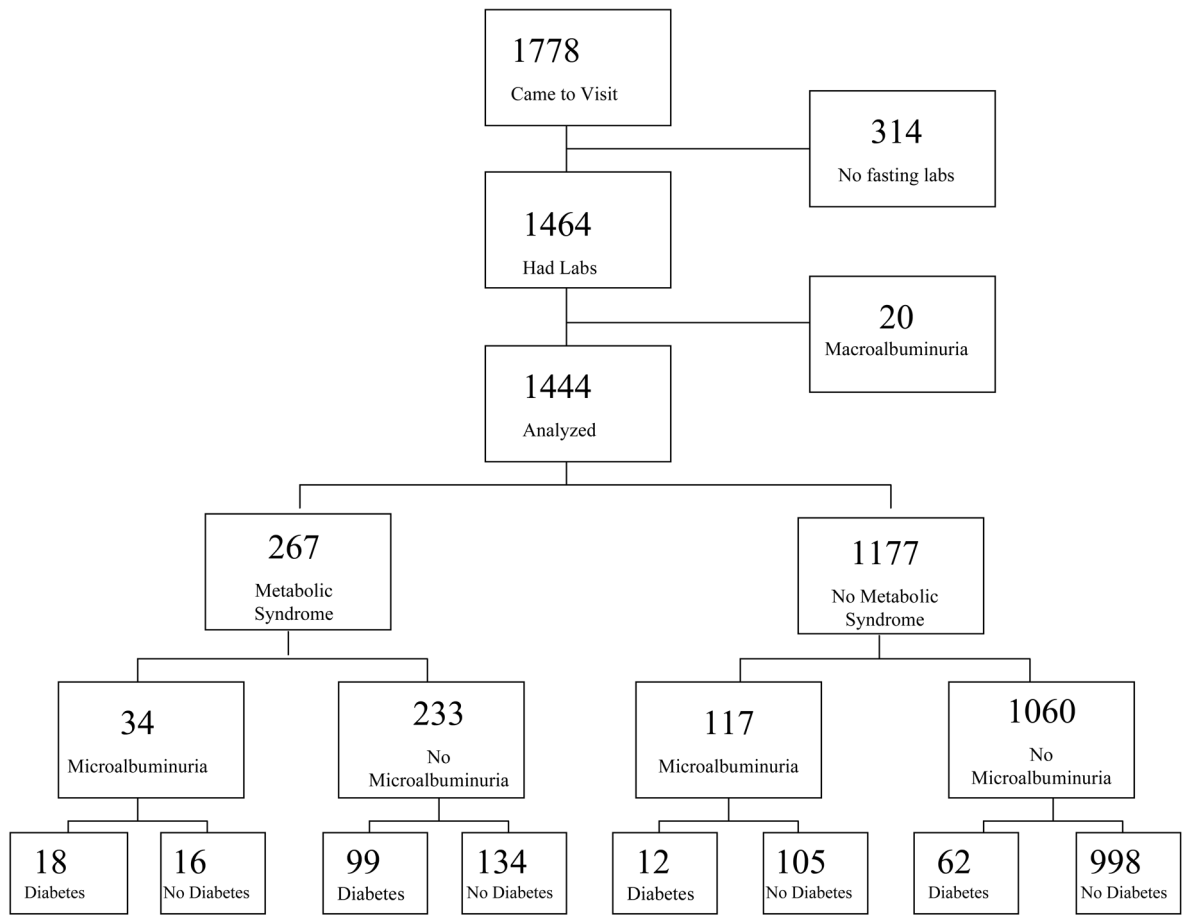 1778
Came to Visit
314
No fasting labs
1464
Had Labs
20
Macroalbuminuria
1444
Analyzed
267
Metabolic
Syndrome
1177
No Metabolic
Syndrome
34
Microalbuminuria
233
No
Microalbuminuria
117
Microalbuminuria
1060
No
Microalbuminuria
18
Diabetes
16
No Diabetes
99
Diabetes
134
No Diabetes
12
Diabetes
105
No Diabetes
62
Diabetes
998
No Diabetes